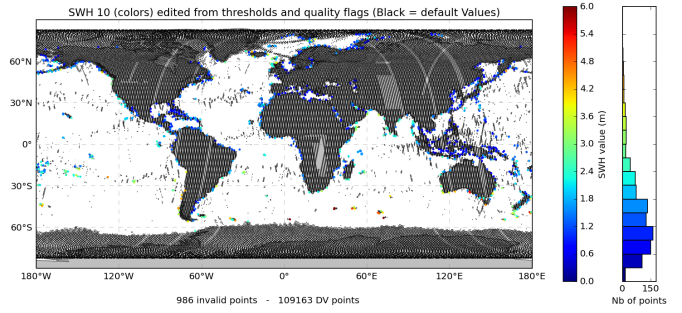 SWH 10 (colors) edited from thresholds and quality flags (Black = default Values)
60°N
30°N
0°
30°S
60°S
180°W 120°W 60°W 0° 60°E 120°E 180°E
986 invalid points - 109163 DV points
6.0
5.4
4.8
4.2
3.6
3.0
2.4
1.8
1.2
0.6
0.0
SWH value (m)
0 150
Nb of points